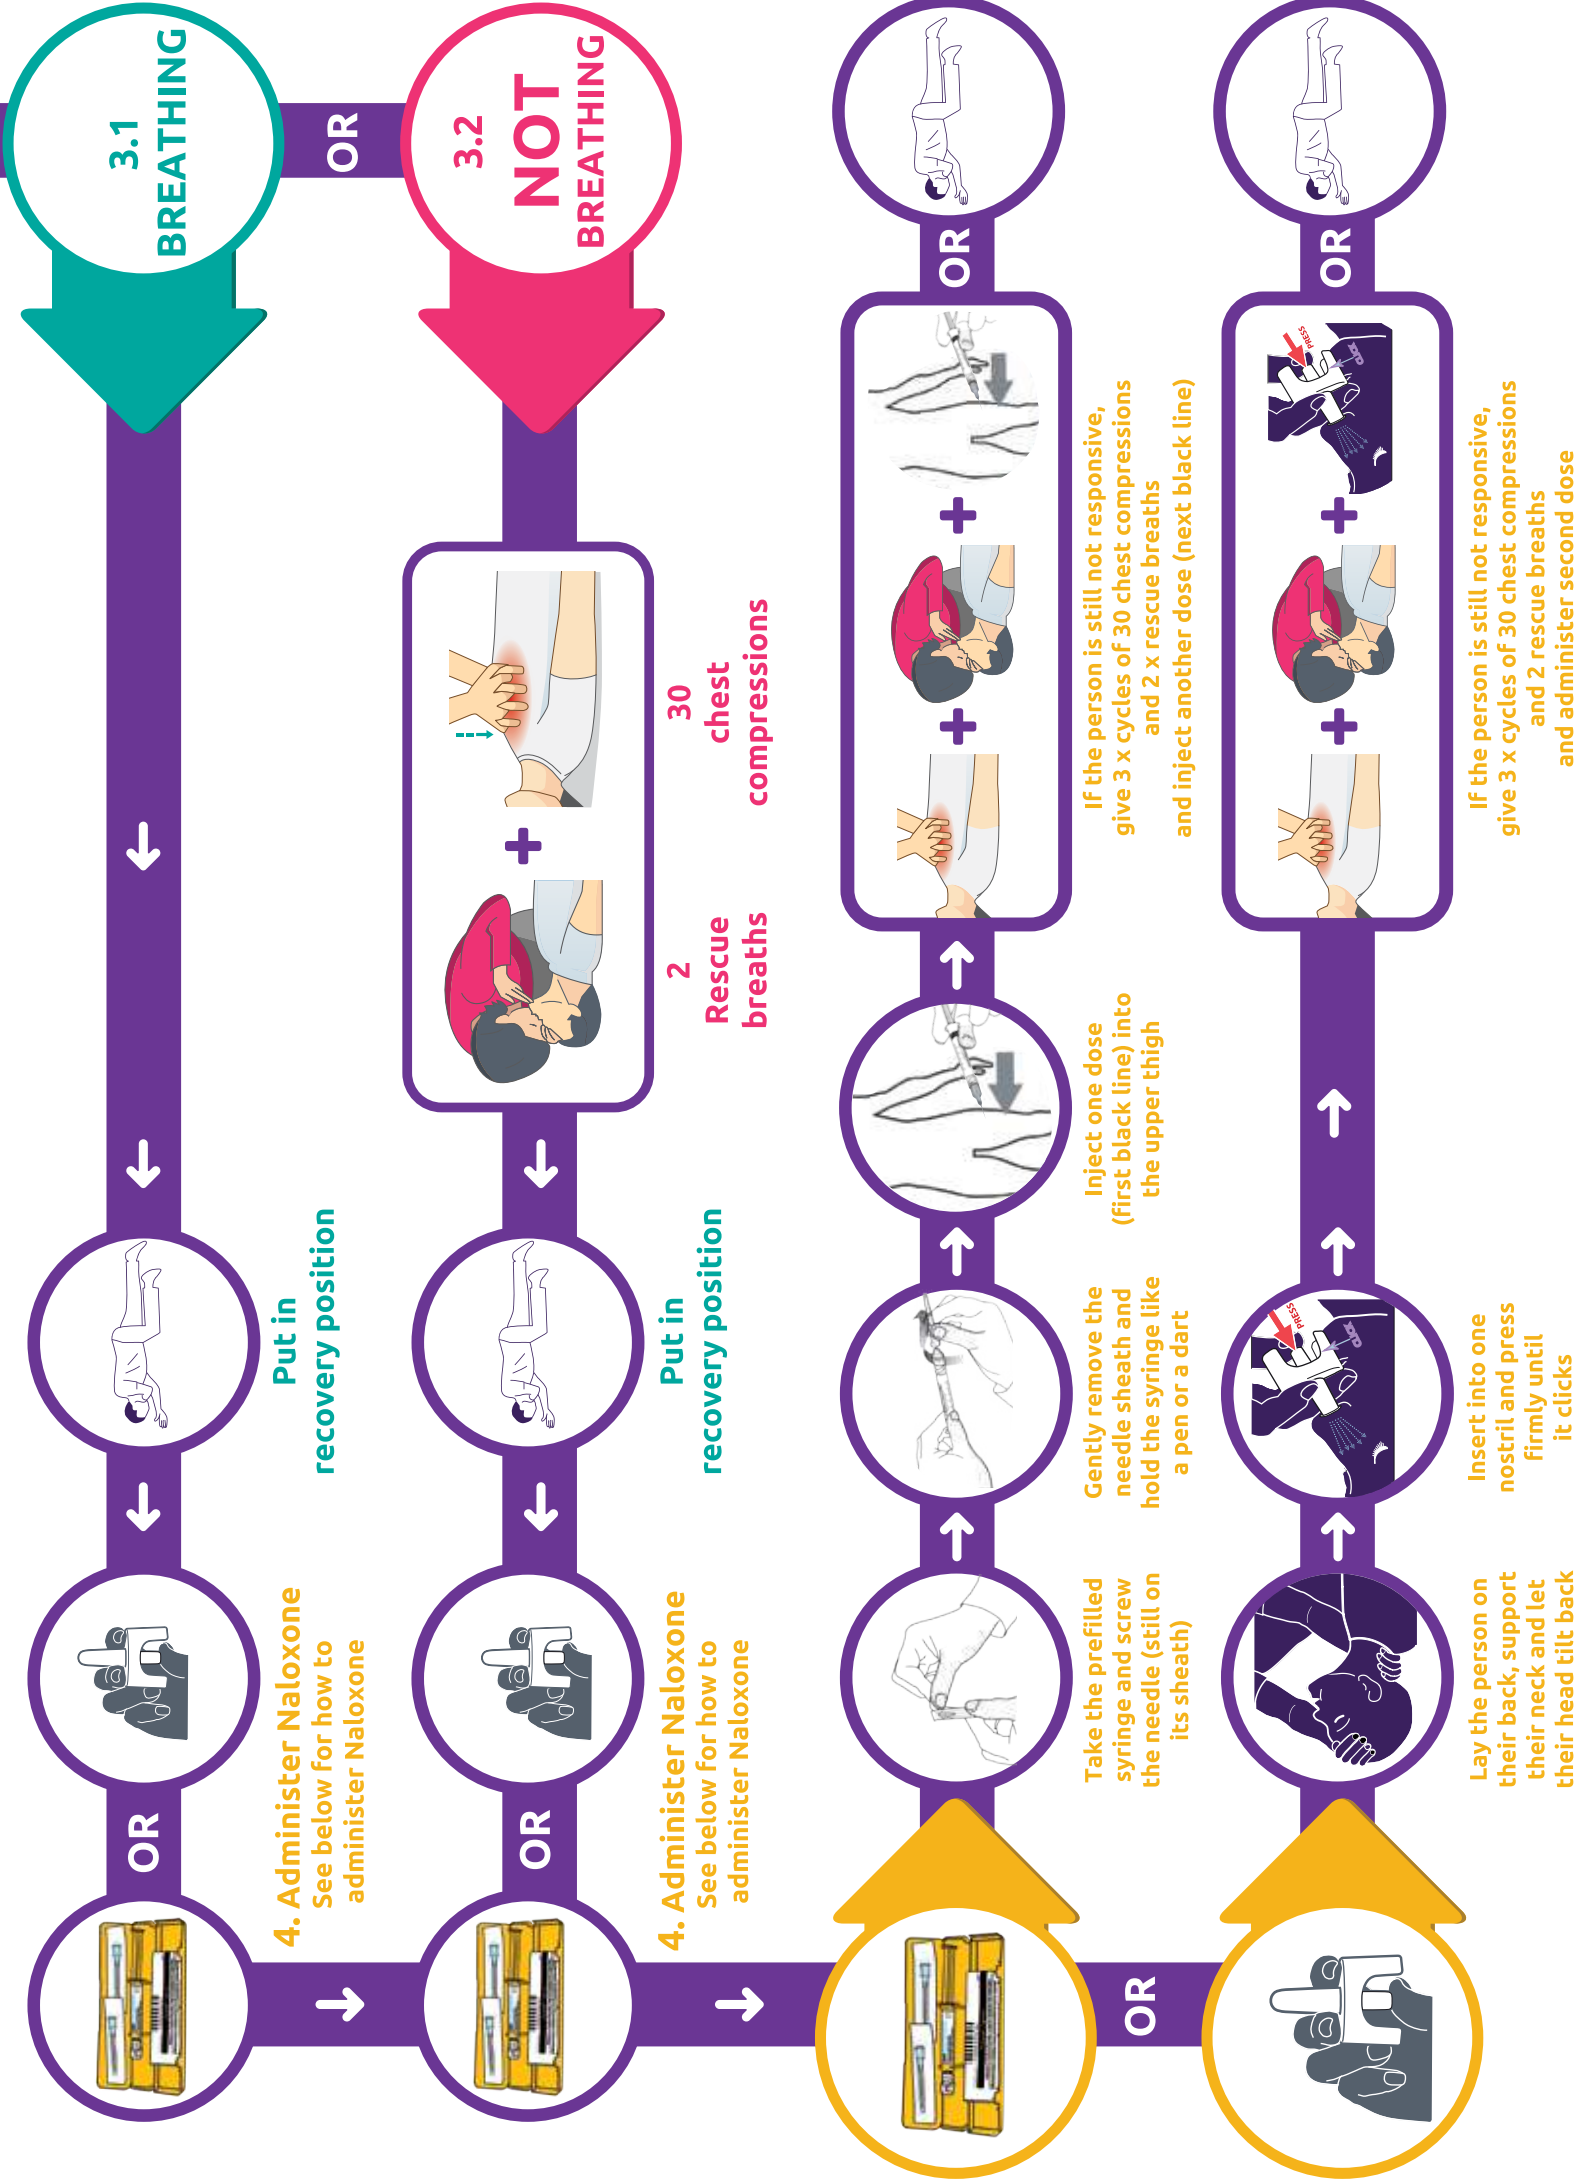 3.1
BREATHING
Put in
recovery position
OR
4. Administer Naloxone
See below for how to
administer Naloxone
OR
3.2
NOT
BREATHING
30
chest
compressions
2
Rescue
breaths
Put in
recovery position
OR
4. Administer Naloxone
See below for how to
administer Naloxone
Take the prefilled
syringe and screw
the needle (still on
its sheath)
Gently remove the
needle sheath and
hold the syringe like
a pen or a dart
Inject one dose
(first black line) into
the upper thigh
If the person is still not responsive,
give 3 x cycles of 30 chest compressions
and 2 x rescue breaths
and inject another dose (next black line)
OR
OR
Lay the person on
their back, support
their neck and let
their head tilt back
PRESS
CLICK
Insert into one
nostril and press
firmly until
it clicks
PRESS
CLICK
If the person is still not responsive,
give 3 x cycles of 30 chest compressions
and 2 rescue breaths
and administer second dose
OR